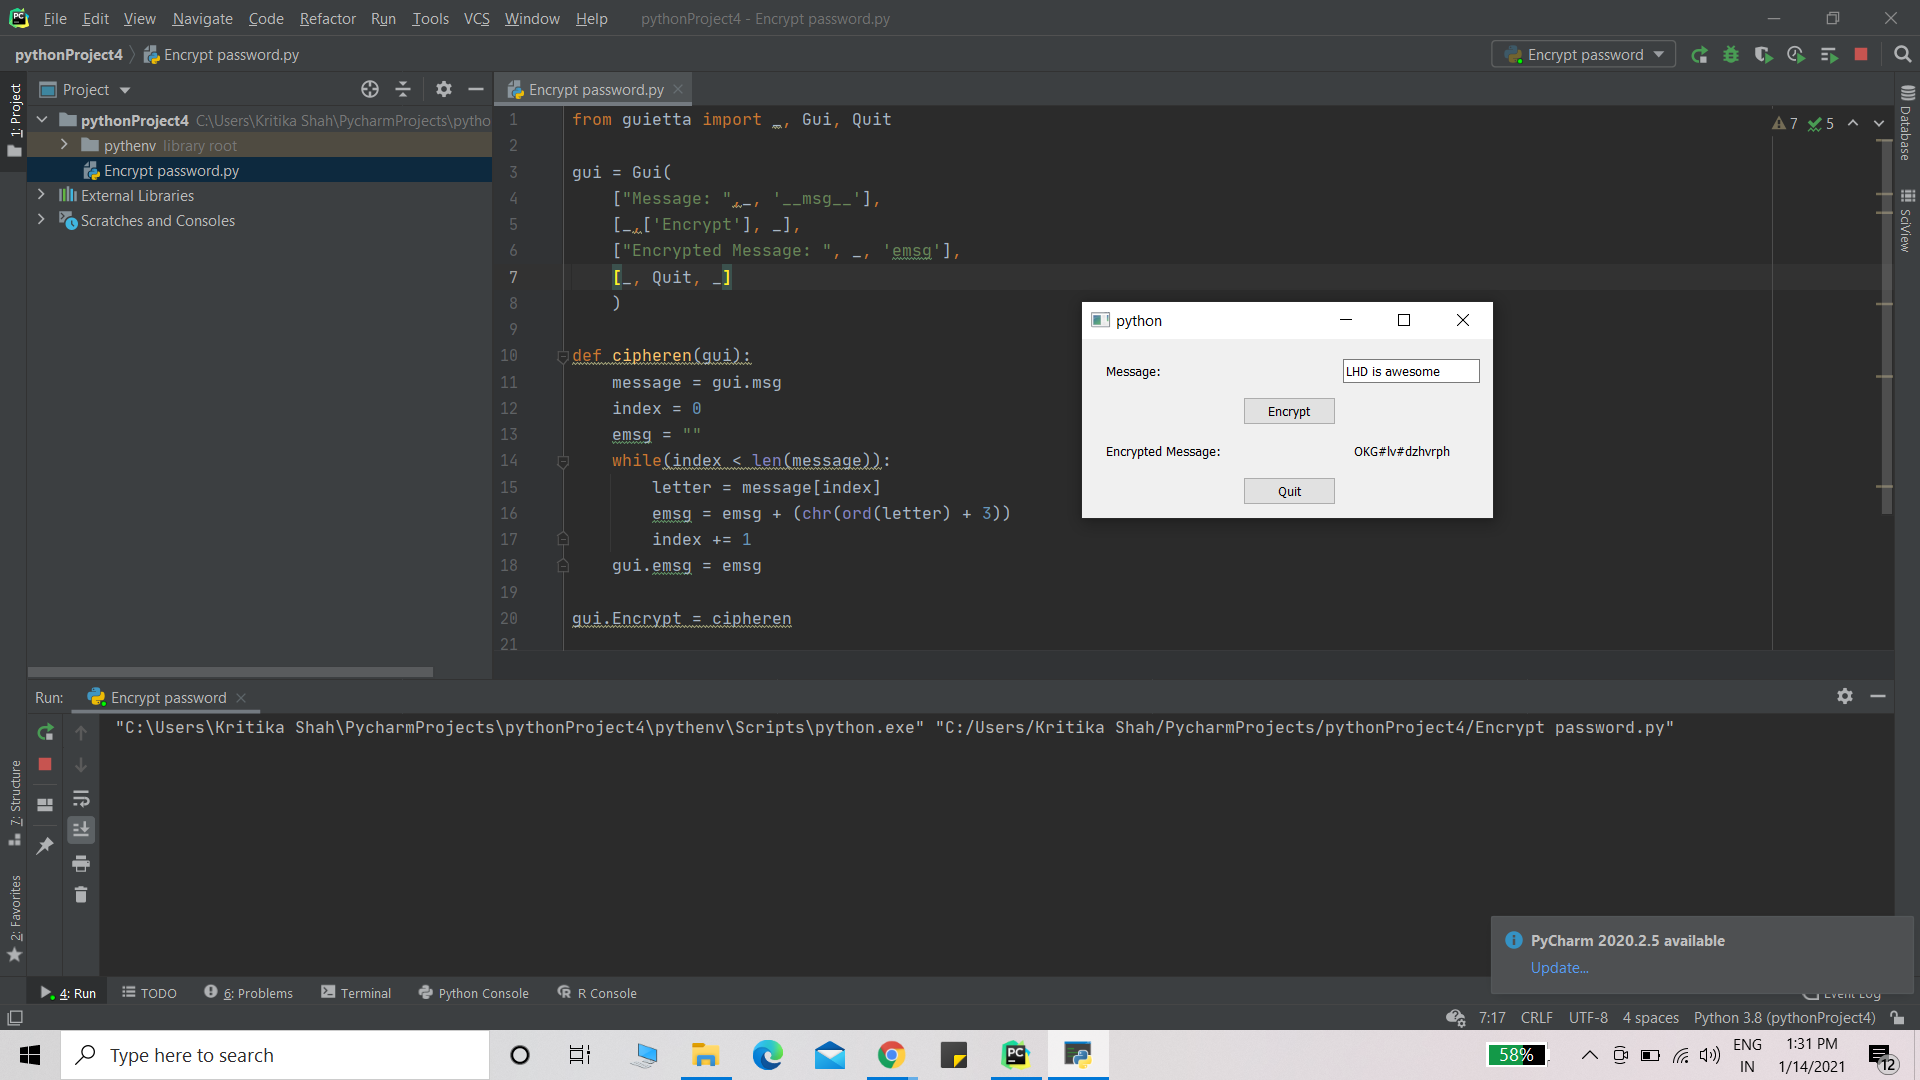 File Edit View Navigate Code Refactor Run Tools VCS Window Help pythonProject4 - Encrypt password.py
pythonProject4 Encrypt password.py Encrypt password
Project
Encrypt password.py
1: Project
pythonProject4 C:\Users\Kritika Shah\PycharmProjects\pytho
pythenv library root
Encrypt password.py
External Libraries
Scratches and Consoles
7 5
Database
SciView
1 from guietta import _, Gui, Quit
2
3 gui = Gui(
4 ["Message: ",_, '__msg__'],
5 [_,['Encrypt'], _],
6 ["Encrypted Message: ", _, 'emsg'],
7 [_, Quit, _]
8 )
9
10 def cipheren(gui):
11 message = gui.msg
12 index = 0
13 emsg = ""
14 while(index < len(message)):
15 letter = message[index]
16 emsg = emsg + (chr(ord(letter) + 3))
17 index += 1
18 gui.emsg = emsg
19
20 gui.Encrypt = cipheren
21
python
Message: LHD is awesome
Encrypt
Encrypted Message: OKG#lv#dzhvrph
Quit
Run: Encrypt password
"C:\Users\Kritika Shah\PycharmProjects\pythonProject4\pythenv\Scripts\python.exe" "C:/Users/Kritika Shah/PycharmProjects/pythonProject4/Encrypt password.py"
7: Structure
2: Favorites
PyCharm 2020.2.5 available
Update...
4: Run TODO 6: Problems Terminal Python Console R Console Event Log
7:17 CRLF UTF-8 4 spaces Python 3.8 (pythonProject4)
PC
Type here to search
PC
58%
ENG
IN
1:31 PM
1/14/2021
12